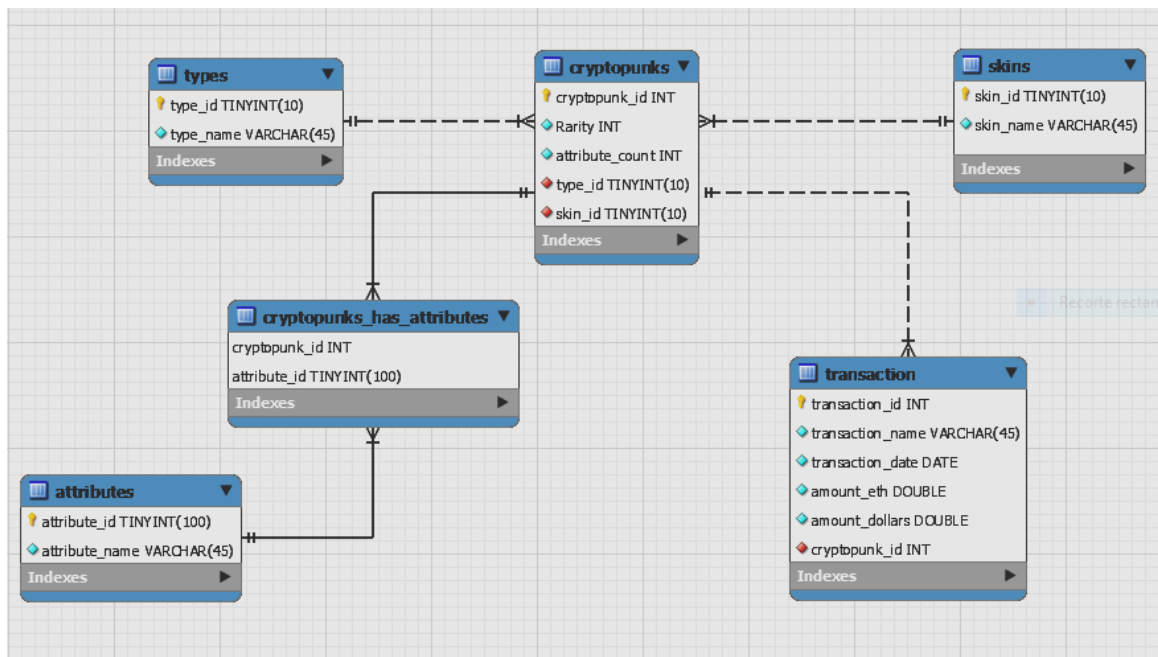 types
type_id TINYINT(10)
type_name VARCHAR(45)
Indexes
cryptopunks
cryptopunk_id INT
Rarity INT
attribute_count INT
type_id TINYINT(10)
skin_id TINYINT(10)
Indexes
skins
skin_id TINYINT(10)
skin_name VARCHAR(45)
Indexes
cryptopunks_has_attributes
cryptopunk_id INT
attribute_id TINYINT(100)
Indexes
Recorte rectan
transaction
transaction_id INT
transaction_name VARCHAR(45)
transaction_date DATE
amount_eth DOUBLE
amount_dollars DOUBLE
cryptopunk_id INT
Indexes
attributes
attribute_id TINYINT(100)
attribute_name VARCHAR(45)
Indexes